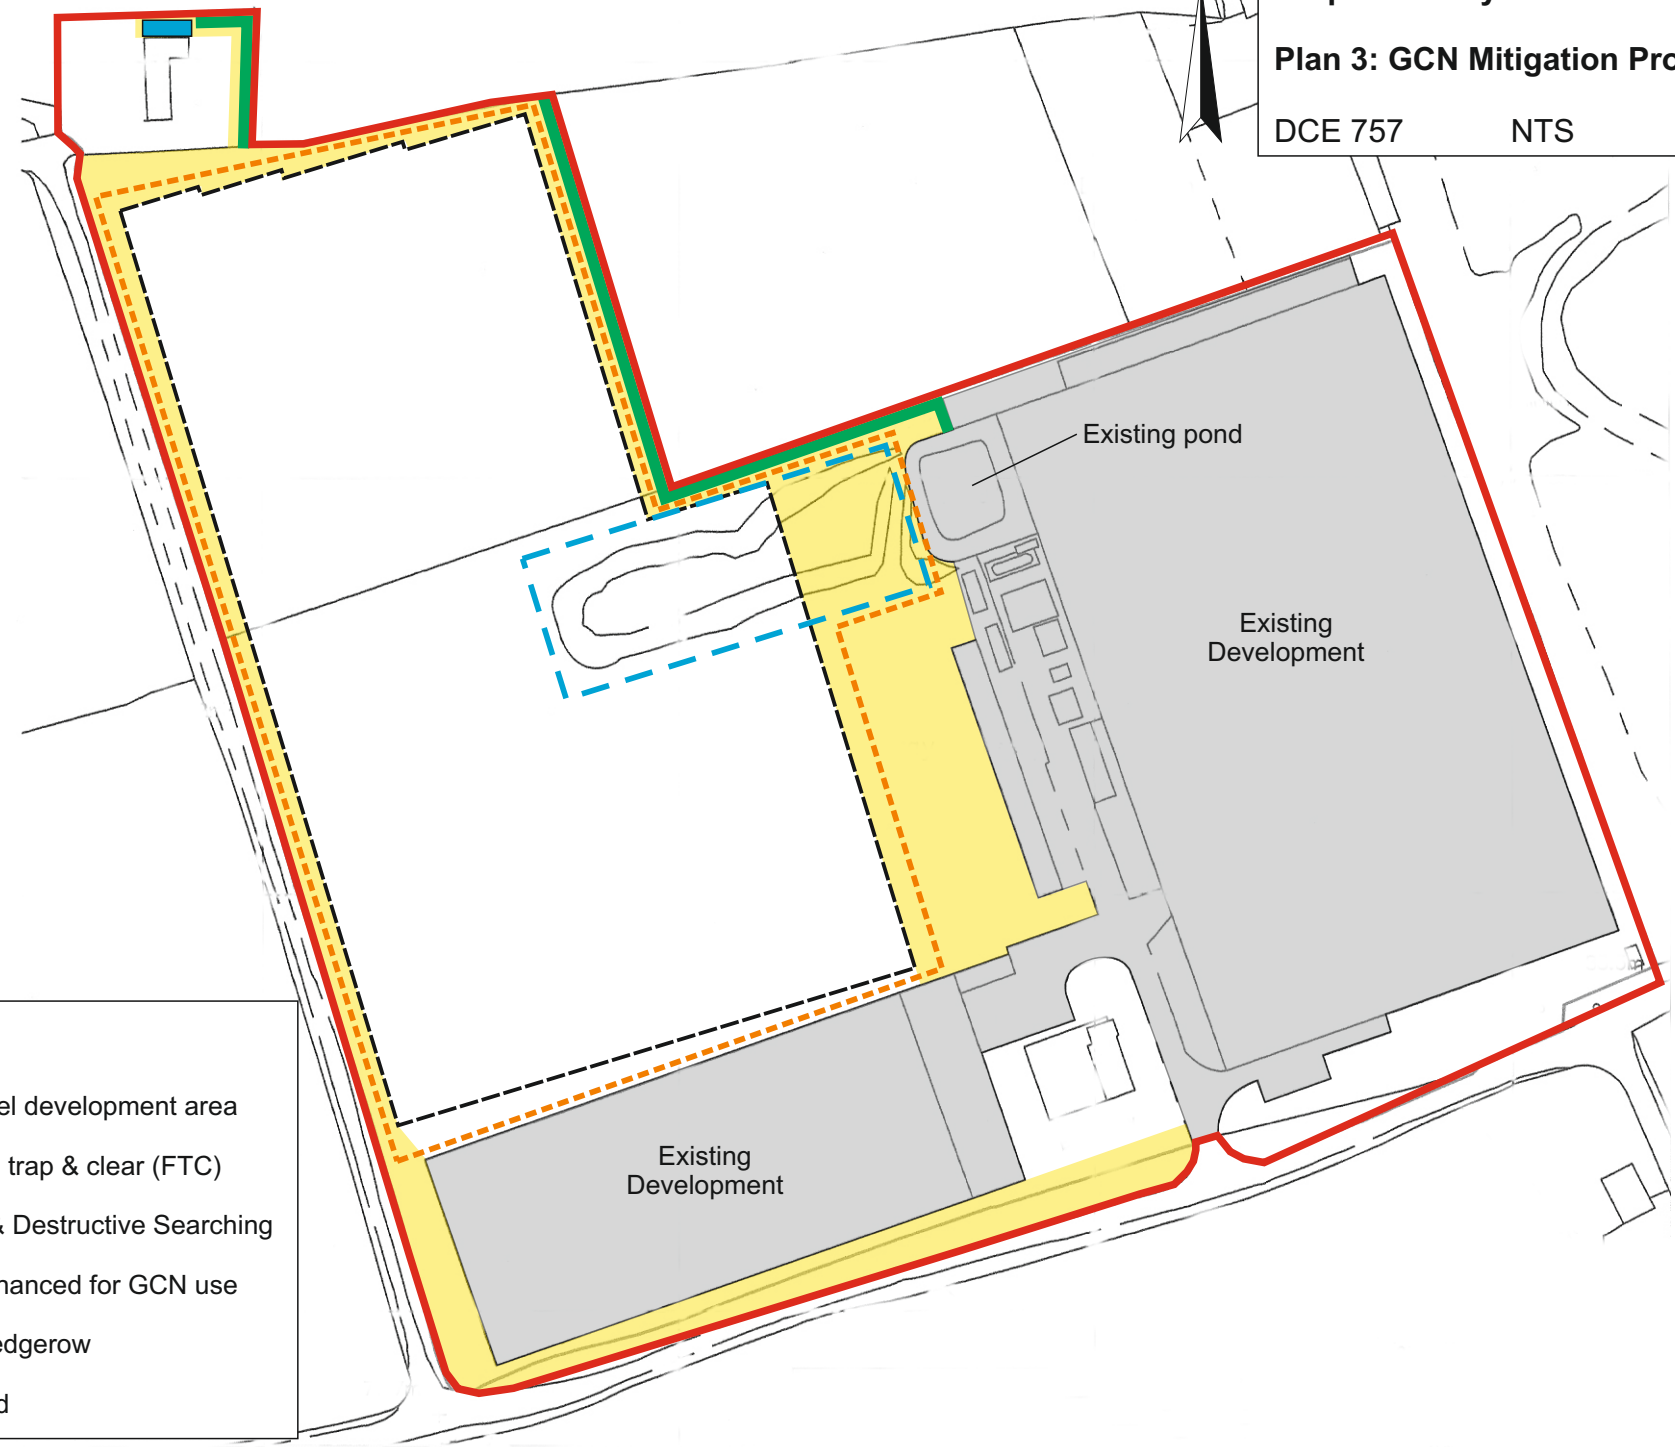 Plan 3: GCN Mitigation Pro
DCE 757 NTS
Existing pond
Existing
Development
Existing
Development
el development area
trap & clear (FTC)
& Destructive Searching
hanced for GCN use
edgerow
d